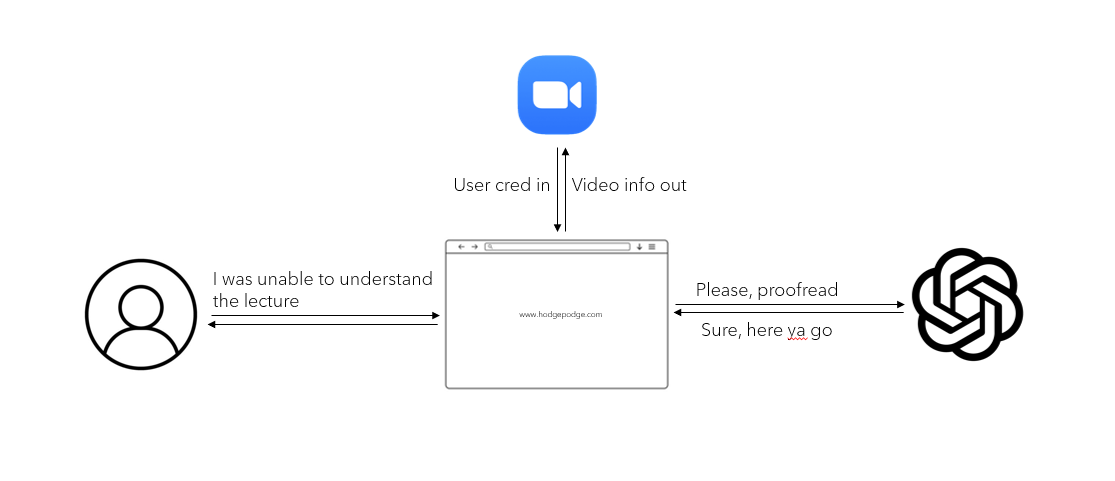 User cred in
Video info out
I was unable to understand
the lecture
www.hodgepodge.com
Please, proofread
Sure, here ya go